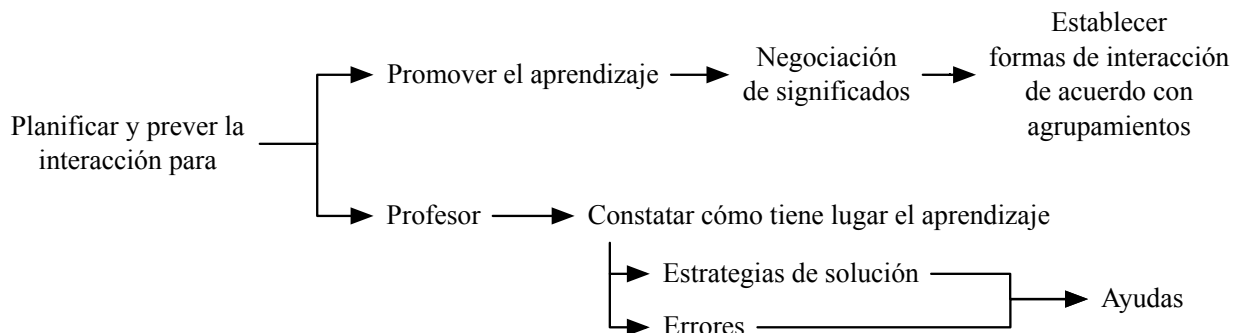 Establecer
formas de interacción
de acuerdo con
agrupamientos
Promover el aprendizaje
Negociación
de significados
Planificar y prever la
interacción para
Profesor
Constatar cómo tiene lugar el aprendizaje
Estrategias de solución
Ayudas
Errores